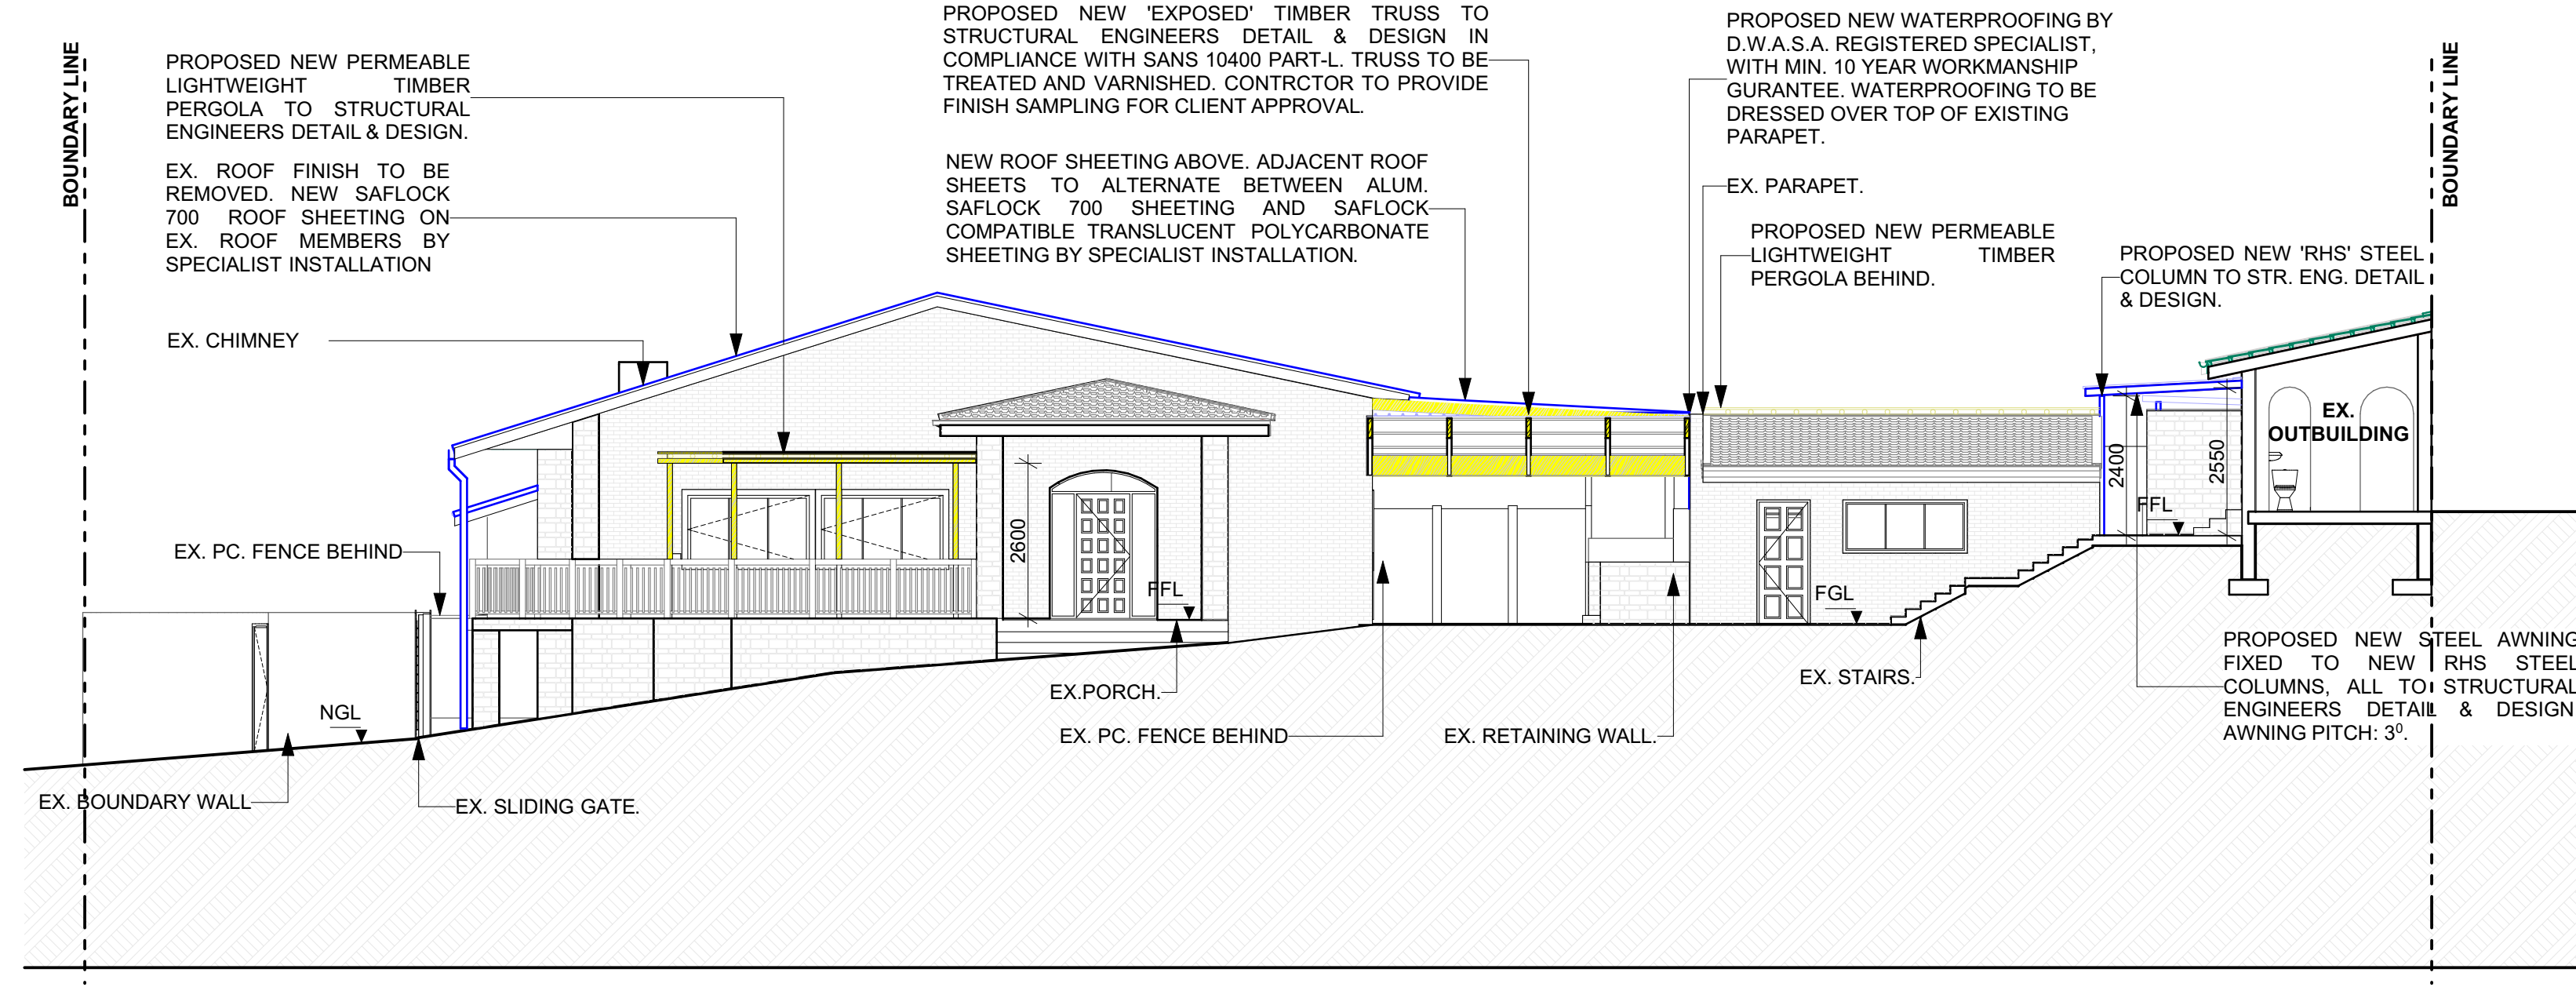 BOUNDARY LINE
PROPOSED NEW PERMEABLE
LIGHTWEIGHT TIMBER
PERGOLA TO STRUCTURAL
ENGINEERS DETAIL & DESIGN.
EX. ROOF FINISH TO BE
REMOVED. NEW SAFLOCK
700 ROOF SHEETING ON
EX. ROOF MEMBERS BY
SPECIALIST INSTALLATION
EX. CHIMNEY
EX. PC. FENCE BEHIND
NGL
EX. BOUNDARY WALL
EX. SLIDING GATE.
PROPOSED NEW 'EXPOSED' TIMBER TRUSS TO
STRUCTURAL ENGINEERS DETAIL & DESIGN IN
COMPLIANCE WITH SANS 10400 PART-L. TRUSS TO BE
TREATED AND VARNISHED. CONTRCTOR TO PROVIDE
FINISH SAMPLING FOR CLIENT APPROVAL.
NEW ROOF SHEETING ABOVE. ADJACENT ROOF
SHEETS TO ALTERNATE BETWEEN ALUM.
SAFLOCK 700 SHEETING AND SAFLOCK
COMPATIBLE TRANSLUCENT POLYCARBONATE
SHEETING BY SPECIALIST INSTALLATION.
2600
FFL
EX.PORCH.
EX. PC. FENCE BEHIND
EX. RETAINING WALL.
PROPOSED NEW WATERPROOFING BY
D.W.A.S.A. REGISTERED SPECIALIST,
WITH MIN. 10 YEAR WORKMANSHIP
GURANTEE. WATERPROOFING TO BE
DRESSED OVER TOP OF EXISTING
PARAPET.
EX. PARAPET.
PROPOSED NEW PERMEABLE
LIGHTWEIGHT TIMBER
PERGOLA BEHIND.
PROPOSED NEW 'RHS' STEEL
COLUMN TO STR. ENG. DETAIL
& DESIGN.
BOUNDARY LINE
EX.
OUTBUILDING
2400
2550
FFL
FGL
EX. STAIRS.
PROPOSED NEW STEEL AWNING
FIXED TO NEW RHS STEEL
COLUMNS, ALL TO STRUCTURAL
ENGINEERS DETAIL & DESIGN
AWNING PITCH: 3⁰.